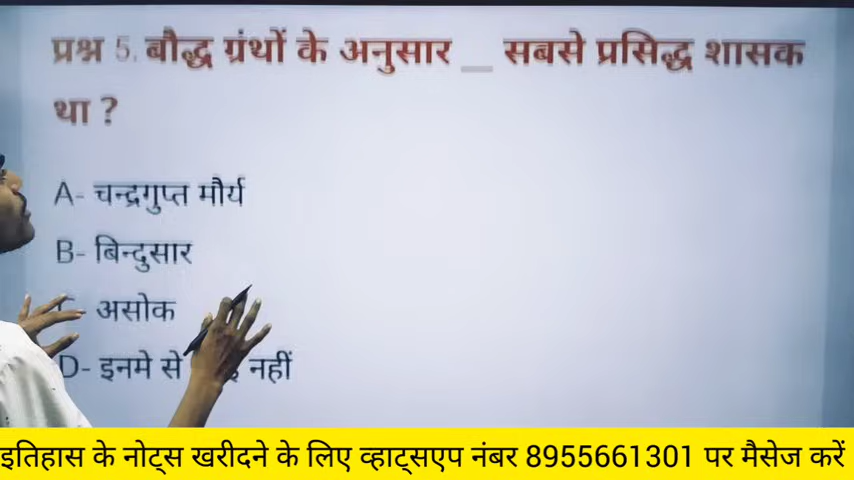 प्रश्न 5. बौद्ध ग्रंथों के अनुसार __ सबसे प्रसिद्ध शासक
था ?
A- चन्द्रगुप्त मौर्य
B- बिन्दुसार
असोक
D- इनमे से नहीं
इतिहास के नोट्स खरीदने के लिए व्हाट्सएप नंबर 8955661301 पर मैसेज करें